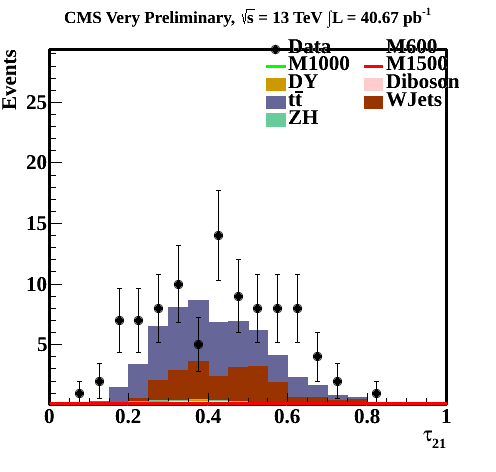 CMS Very Preliminary, √s = 13 TeV ∫L = 40.67 pb⁻¹
Events
Data M600
M1000 M1500
DY Diboson
tt̄ WJets
ZH
25
20
15
10
5
0 0.2 0.4 0.6 0.8 1
τ₂₁